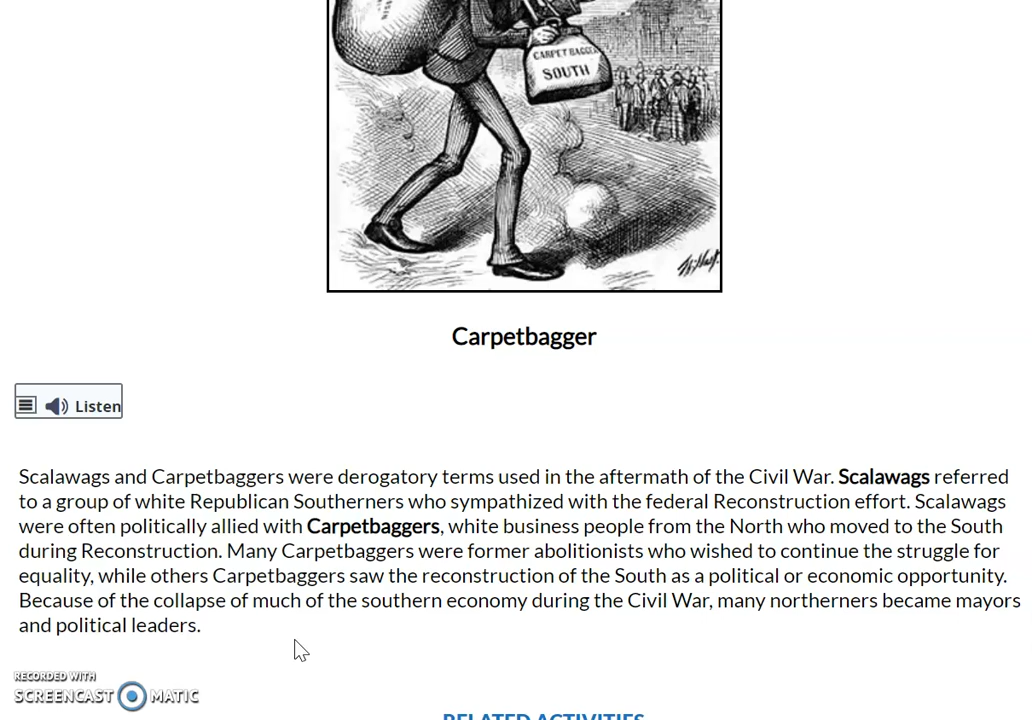 CARPET BAGGER
SOUTH
Th: Nast.
Carpetbagger
Listen
Scalawags and Carpetbaggers were derogatory terms used in the aftermath of the Civil War. Scalawags referred
to a group of white Republican Southerners who sympathized with the federal Reconstruction effort. Scalawags
were often politically allied with Carpetbaggers, white business people from the North who moved to the South
during Reconstruction. Many Carpetbaggers were former abolitionists who wished to continue the struggle for
equality, while others Carpetbaggers saw the reconstruction of the South as a political or economic opportunity.
Because of the collapse of much of the southern economy during the Civil War, many northerners became mayors
and political leaders.
RECORDED WITH
SCREENCAST MATIC
RELATED ACTIVITIES